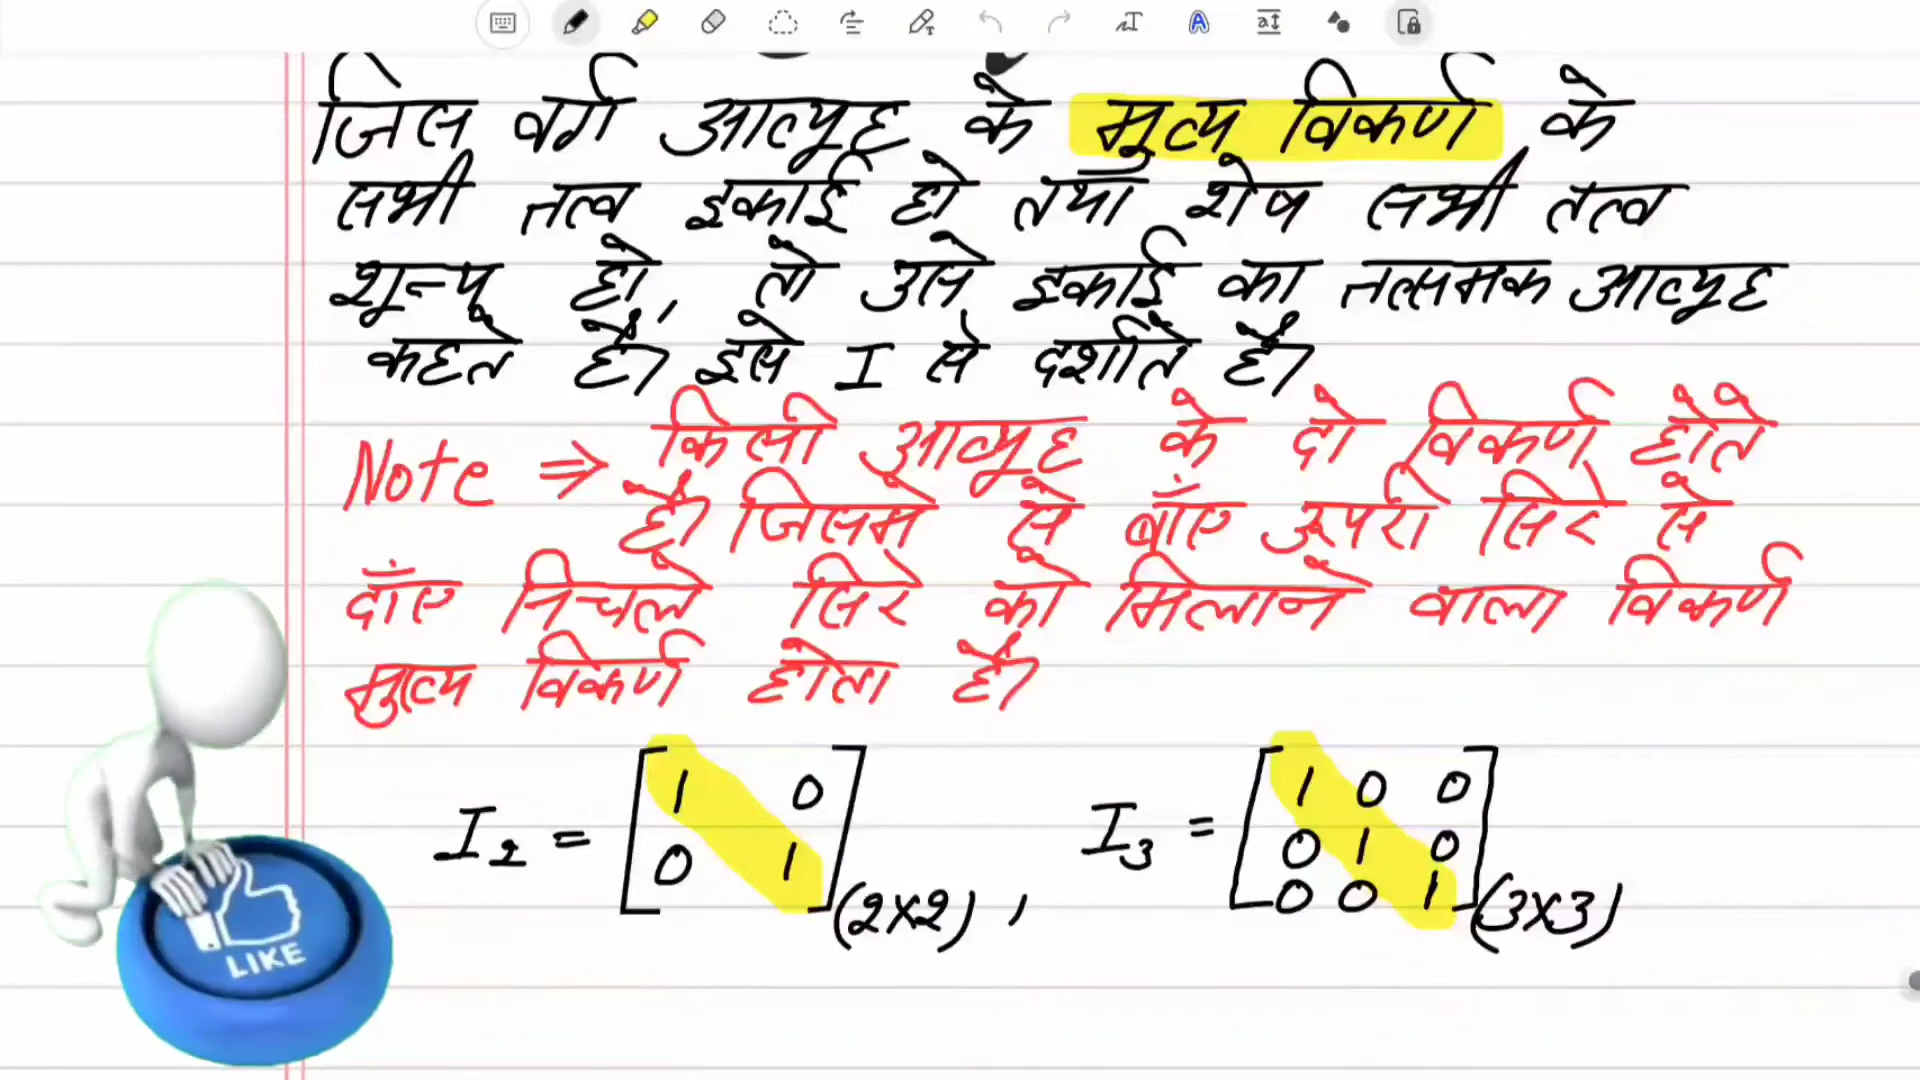 जिस वर्ग आव्यूह के मुख्य विकर्ण के
सभी तत्व इकाई हो तथा शेष सभी तत्व
शून्य हो, तो उसे इकाई का तत्समक आव्यूह
कहते हैं। इसे I से दर्शाते हैं।
Note ⇒ किसी आव्यूह के दो विकर्ण होते
हैं। जिसमें से बाँए ऊपरी सिरे से
दाँए निचले सिरे को मिलाने वाला विकर्ण
मुख्य विकर्ण होता है।
I₂ = [1 0
0 1](2×2) , I₃ = [1 0 0
0 1 0
0 0 1](3×3)
LIKE